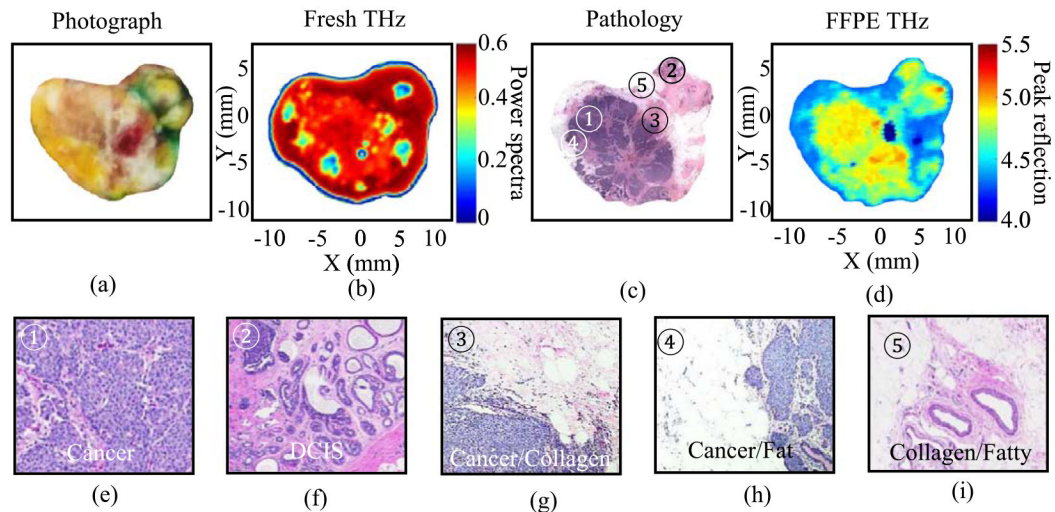 Photograph
Fresh THz
Pathology
FFPE THz
5
0
-5
-10
Y (mm)
-10 -5 0 5 10
X (mm)
0.6
0.4
0.2
0
Power spectra
① ② ③ ④ ⑤
5
0
-5
-10
Y (mm)
-10 -5 0 5 10
X (mm)
5.5
5.0
4.5
4.0
Peak reflection
(a)
(b)
(c)
(d)
①
Cancer
②
DCIS
③
Cancer/Collagen
④
Cancer/Fat
⑤
Collagen/Fatty
(e)
(f)
(g)
(h)
(i)